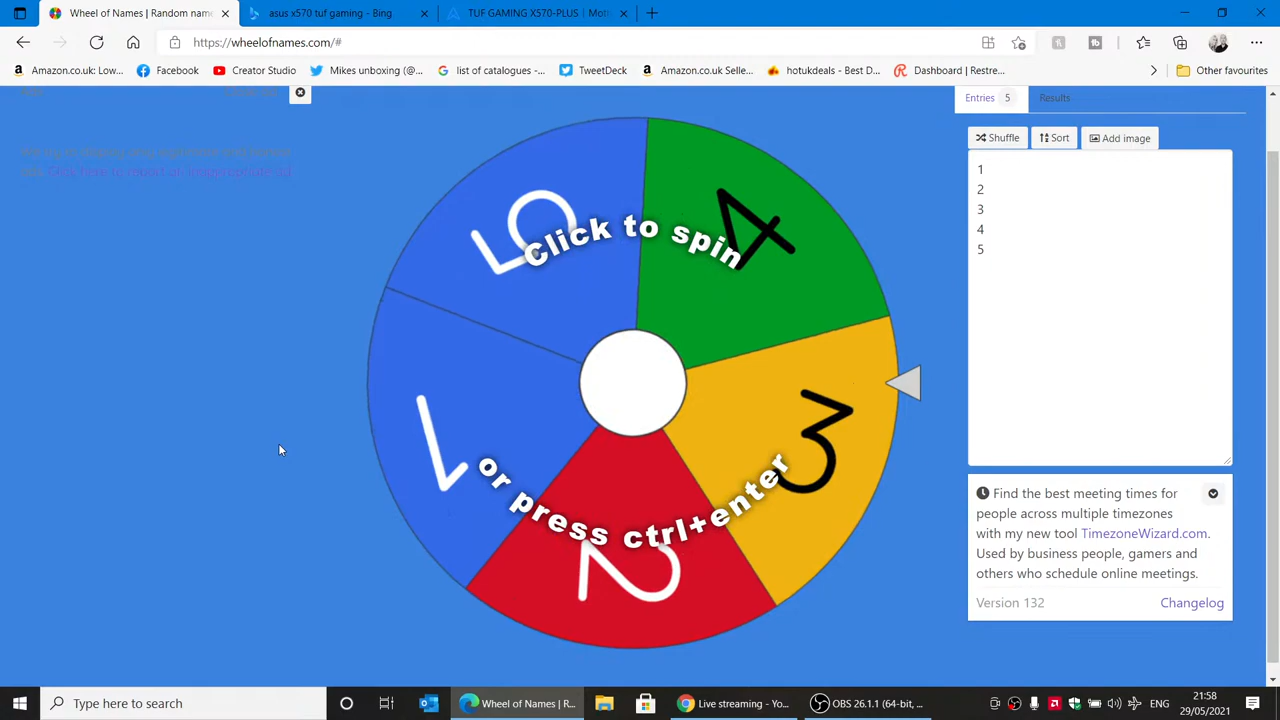 Wheel of Names | Random name
asus x570 tuf gaming - Bing
TUF GAMING X570-PLUS | Mot
https://wheelofnames.com/#
Amazon.co.uk: Low...
Facebook
Creator Studio
Mikes unboxing (@...
list of catalogues -...
TweetDeck
Amazon.co.uk Selle...
hotukdeals - Best D...
Dashboard | Restre...
Other favourites
Entries 5
Results
Shuffle
Sort
Add image
1
2
3
4
5
5
4
3
2
1
Click to spin
or press ctrl+enter
Find the best meeting times for
people across multiple timezones
with my new tool TimezoneWizard.com.
Used by business people, gamers and
others who schedule online meetings.
Version 132
Changelog
Type here to search
Wheel of Names | R...
Live streaming - Yo...
OBS 26.1.1 (64-bit, ...
ENG
21:58
29/05/2021